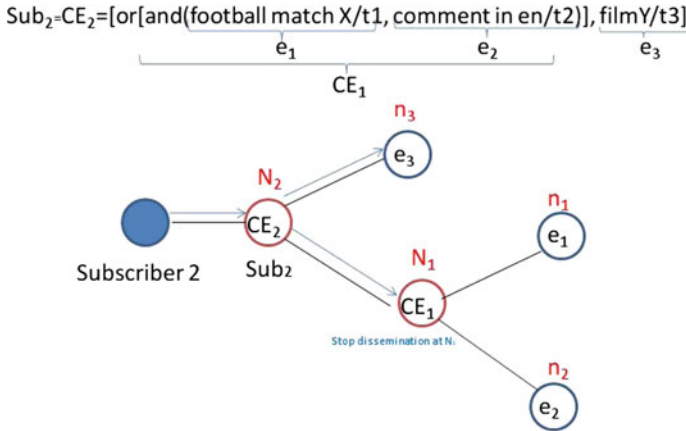 Sub₂=CE₂=[or[and(football match X/t1, comment in en/t2)], filmY/t3]
e₁ e₂ e₃
CE₁
n₃
e₃
N₂
CE₂
n₁
e₁
Subscriber 2
Sub₂
N₁
CE₁
Stop dissemination at N₁
n₂
e₂